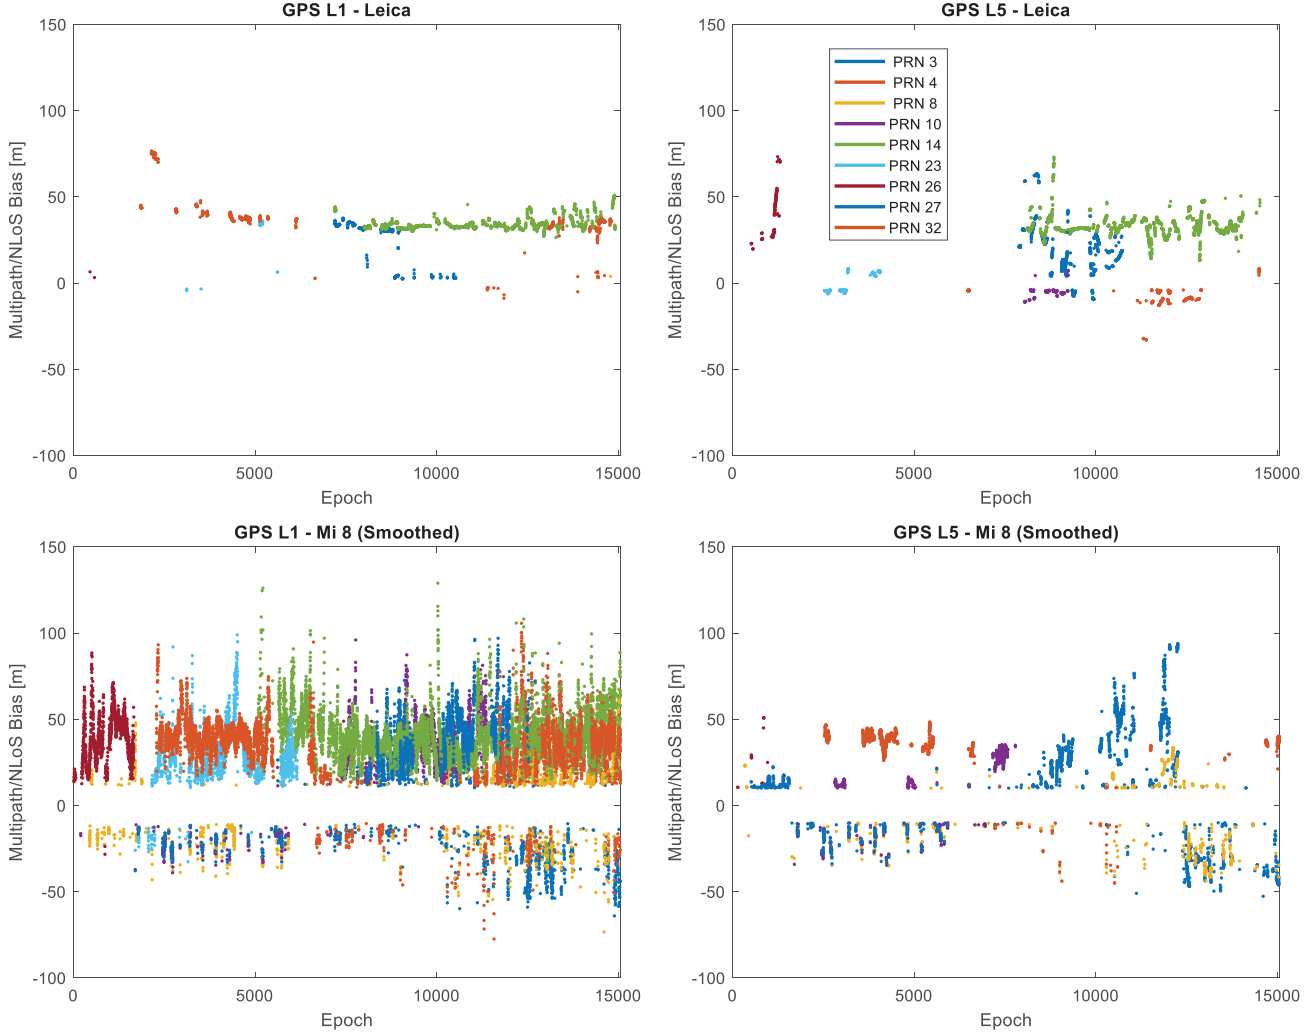 GPS L1 - Leica
150
100
50
0
-50
-100
Multipath/NLoS Bias [m]
0
5000
10000
15000
Epoch
GPS L5 - Leica
150
100
50
0
-50
-100
Multipath/NLoS Bias [m]
PRN 3
PRN 4
PRN 8
PRN 10
PRN 14
PRN 23
PRN 26
PRN 27
PRN 32
0
5000
10000
15000
Epoch
GPS L1 - Mi 8 (Smoothed)
150
100
50
0
-50
-100
Multipath/NLoS Bias [m]
0
5000
10000
15000
Epoch
GPS L5 - Mi 8 (Smoothed)
150
100
50
0
-50
-100
Multipath/NLoS Bias [m]
0
5000
10000
15000
Epoch